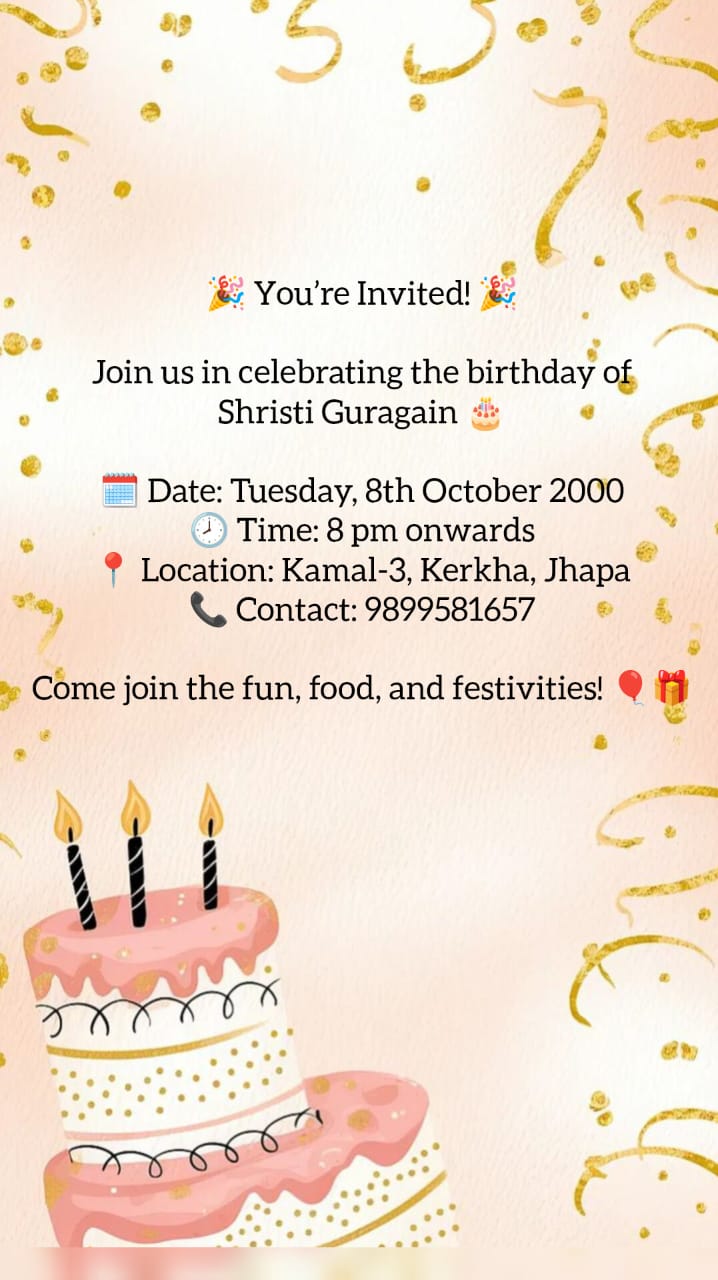 🎉 You’re Invited! 🎉
Join us in celebrating the birthday of
Shristi Guragain 🎂
🗓️ Date: Tuesday, 8th October 2000
🕗 Time: 8 pm onwards
📍 Location: Kamal-3, Kerkha, Jhapa
📞 Contact: 9899581657
Come join the fun, food, and festivities! 🎈🎁